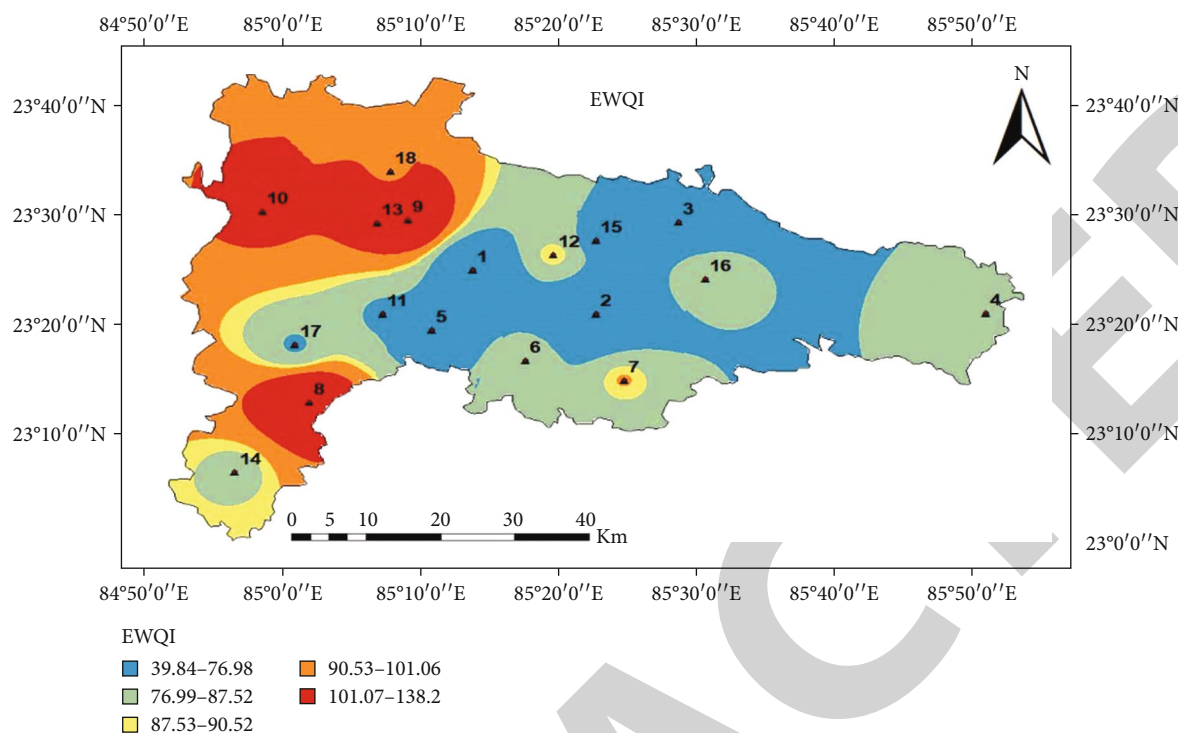 84°50′0′′E 85°0′0′′E 85°10′0′′E 85°20′0′′E 85°30′0′′E 85°40′0′′E 85°50′0′′E
EWQI
N
23°40′0′′N 23°40′0′′N
18
10 13 9 3
23°30′0′′N 23°30′0′′N
12 15
1 16
11 5 2 4
23°20′0′′N 23°20′0′′N
17 6 7
8
23°10′0′′N 23°10′0′′N
14
0 5 10 20 30 40
Km
23°0′0′′N
84°50′0′′E 85°0′0′′E 85°10′0′′E 85°20′0′′E 85°30′0′′E 85°40′0′′E 85°50′0′′E
EWQI
39.84–76.98 90.53–101.06
76.99–87.52 101.07–138.2
87.53–90.52